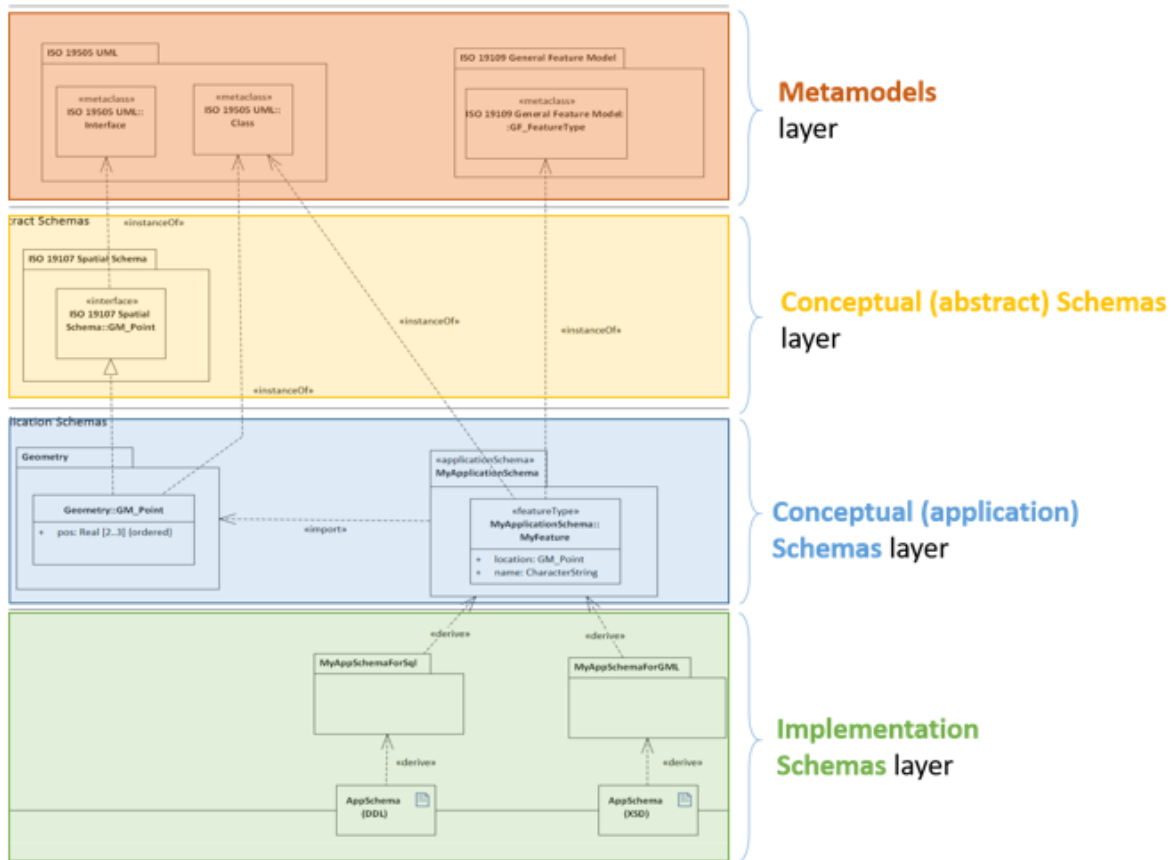 ISO 19505 UML
«metaclass»
ISO 19505 UML::
Interface
«metaclass»
ISO 19505 UML::
Class
ISO 19109 General Feature Model
«metaclass»
ISO 19109 General Feature Model:
:GF_FeatureType
Metamodels
layer
tract Schemas
«instanceOf»
ISO 19107 Spatial Schema
«interface»
ISO 19107 Spatial
Schema::GM_Point
«instanceOf»
«instanceOf»
«instanceOf»
Conceptual (abstract) Schemas
layer
lication Schemas
Geometry
Geometry::GM_Point
+ pos: Real [2..3] {ordered}
«import»
«applicationSchema»
MyApplicationSchema
«featureType»
MyApplicationSchema::
MyFeature
+ location: GM_Point
+ name: CharacterString
Conceptual (application)
Schemas layer
«derive»
«derive»
MyAppSchemaForSql
MyAppSchemaForGML
«derive»
«derive»
AppSchema
(DDL)
AppSchema
(XSD)
Implementation
Schemas layer